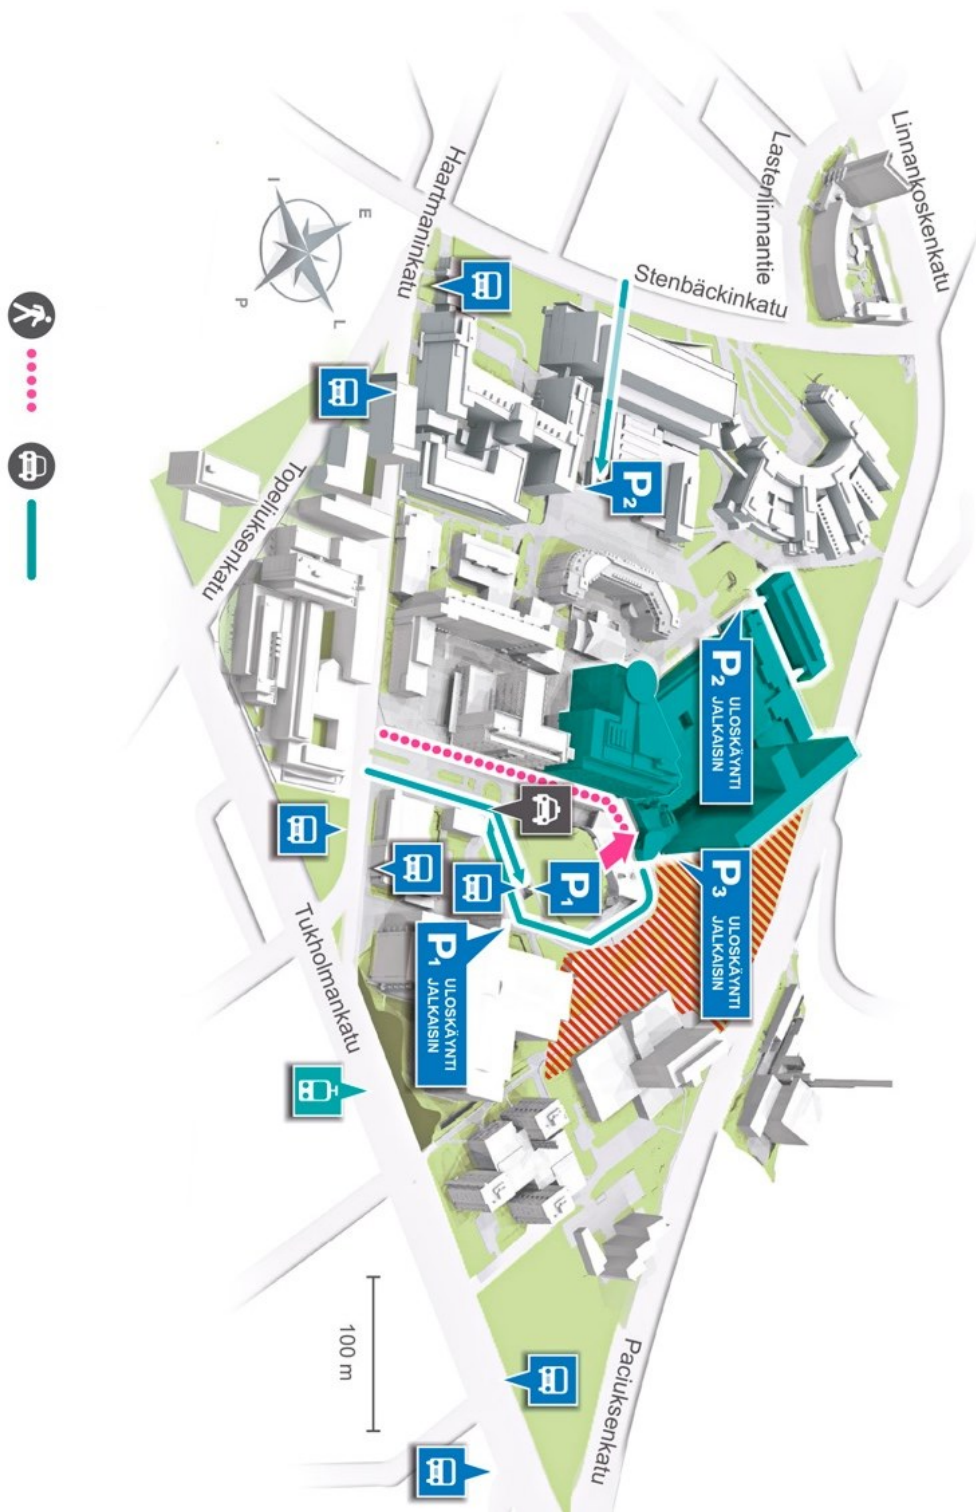 Linnankoskenkatu
Lastenlinnantie
Stenbäckinkatu
Haartmaninkatu
I
E
L
P
Topeliuksenkatu
P2
P2 ULOSKÄYNTI
JALKAISIN
P3 ULOSKÄYNTI
JALKAISIN
P1
P1 ULOSKÄYNTI
JALKAISIN
Tukholmankatu
Paciuksenkatu
100 m